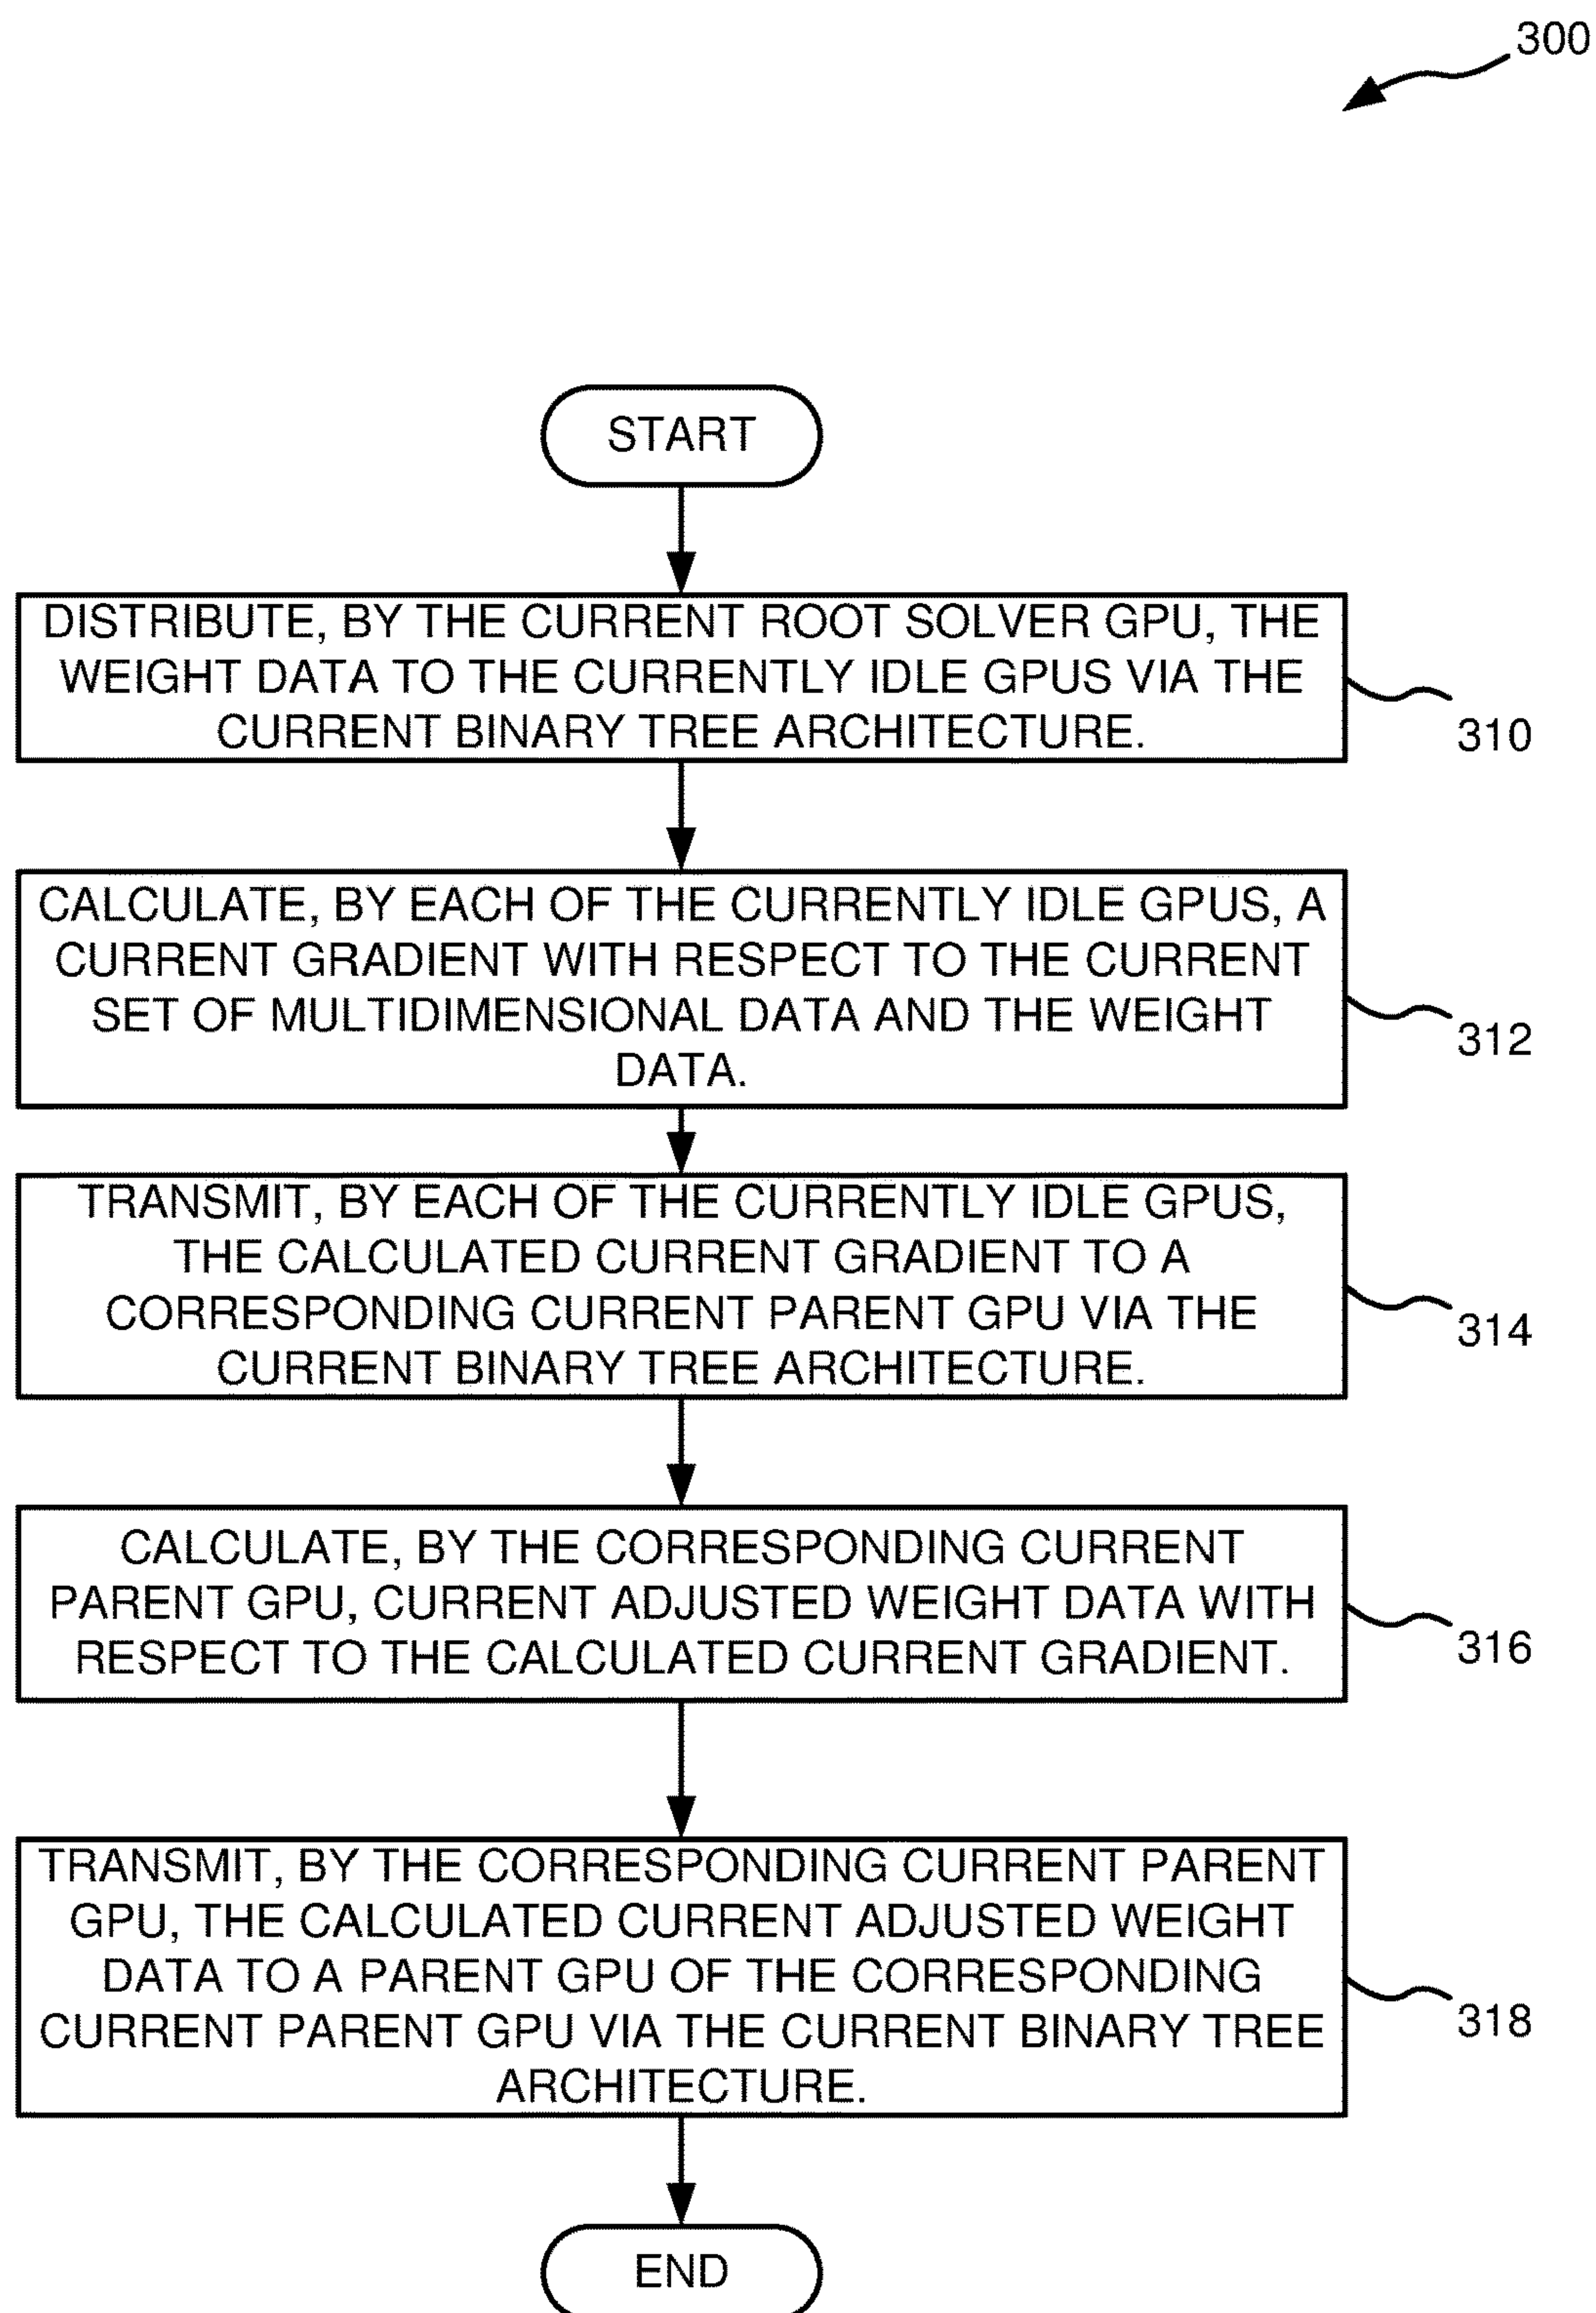 300
START
DISTRIBUTE, BY THE CURRENT ROOT SOLVER GPU, THE
WEIGHT DATA TO THE CURRENTLY IDLE GPUS VIA THE
CURRENT BINARY TREE ARCHITECTURE.
310
CALCULATE, BY EACH OF THE CURRENTLY IDLE GPUS, A
CURRENT GRADIENT WITH RESPECT TO THE CURRENT
SET OF MULTIDIMENSIONAL DATA AND THE WEIGHT
DATA.
312
TRANSMIT, BY EACH OF THE CURRENTLY IDLE GPUS,
THE CALCULATED CURRENT GRADIENT TO A
CORRESPONDING CURRENT PARENT GPU VIA THE
CURRENT BINARY TREE ARCHITECTURE.
314
CALCULATE, BY THE CORRESPONDING CURRENT
PARENT GPU, CURRENT ADJUSTED WEIGHT DATA WITH
RESPECT TO THE CALCULATED CURRENT GRADIENT.
316
TRANSMIT, BY THE CORRESPONDING CURRENT PARENT
GPU, THE CALCULATED CURRENT ADJUSTED WEIGHT
DATA TO A PARENT GPU OF THE CORRESPONDING
CURRENT PARENT GPU VIA THE CURRENT BINARY TREE
ARCHITECTURE.
318
END